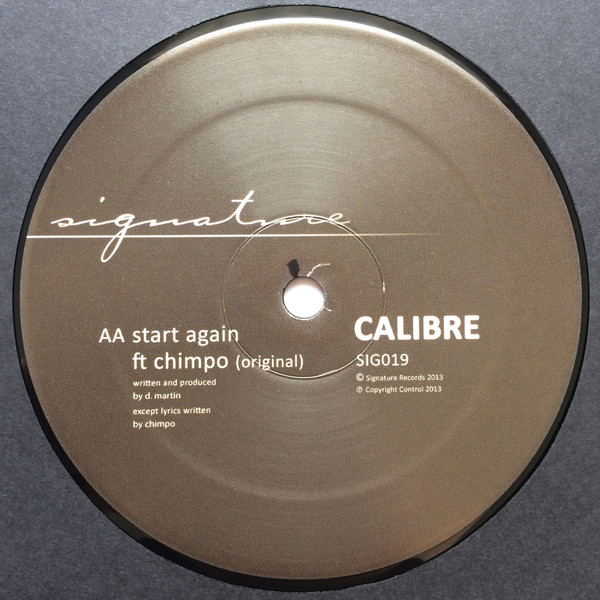 signature
AA start again
ft chimpo (original)
written and produced
by d. martin
except lyrics written
by chimpo
CALIBRE
SIG019
© Signature Records 2013
℗ Copyright Control 2013